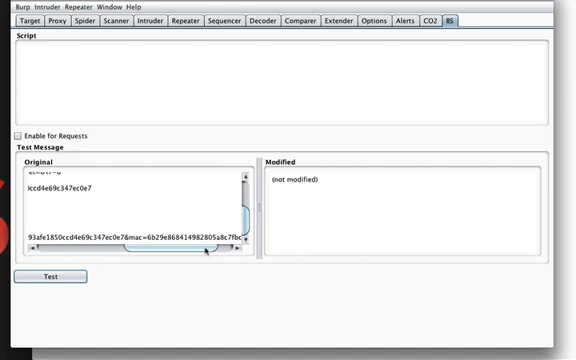 Burp Intruder Repeater Window Help
Target Proxy Spider Scanner Intruder Repeater Sequencer Decoder Comparer Extender Options Alerts CO2 BS
Script
Enable for Requests
Test Message
Original
Modified
ccd4e69c347ec0e7
(not modified)
93afe1850ccd4e69c347ec0e7&mac=6b29e868414982805a8c7fbc
Test